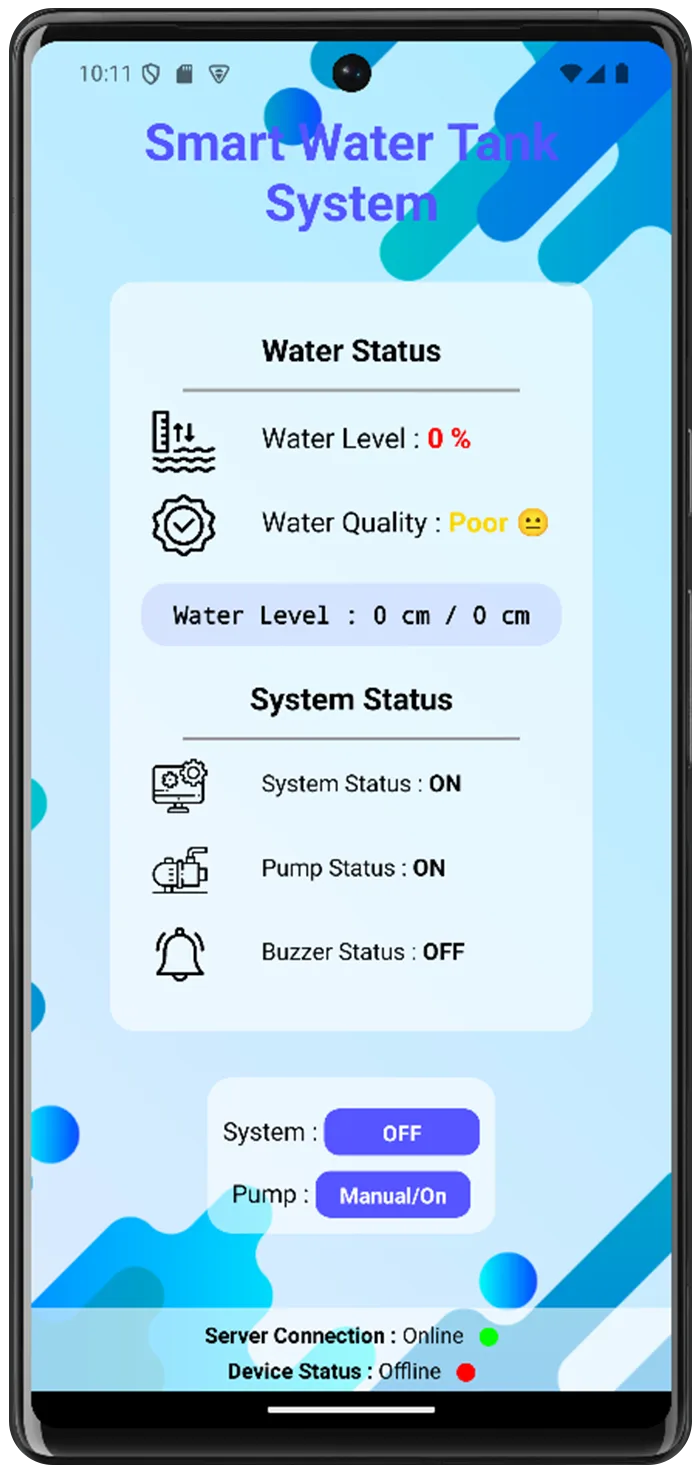 10:11
Smart Water Tank
System
Water Status
Water Level : 0 %
Water Quality : Poor 😐
Water Level : 0 cm / 0 cm
System Status
System Status : ON
Pump Status : ON
Buzzer Status : OFF
System : OFF
Pump : Manual/On
Server Connection : Online
Device Status : Offline